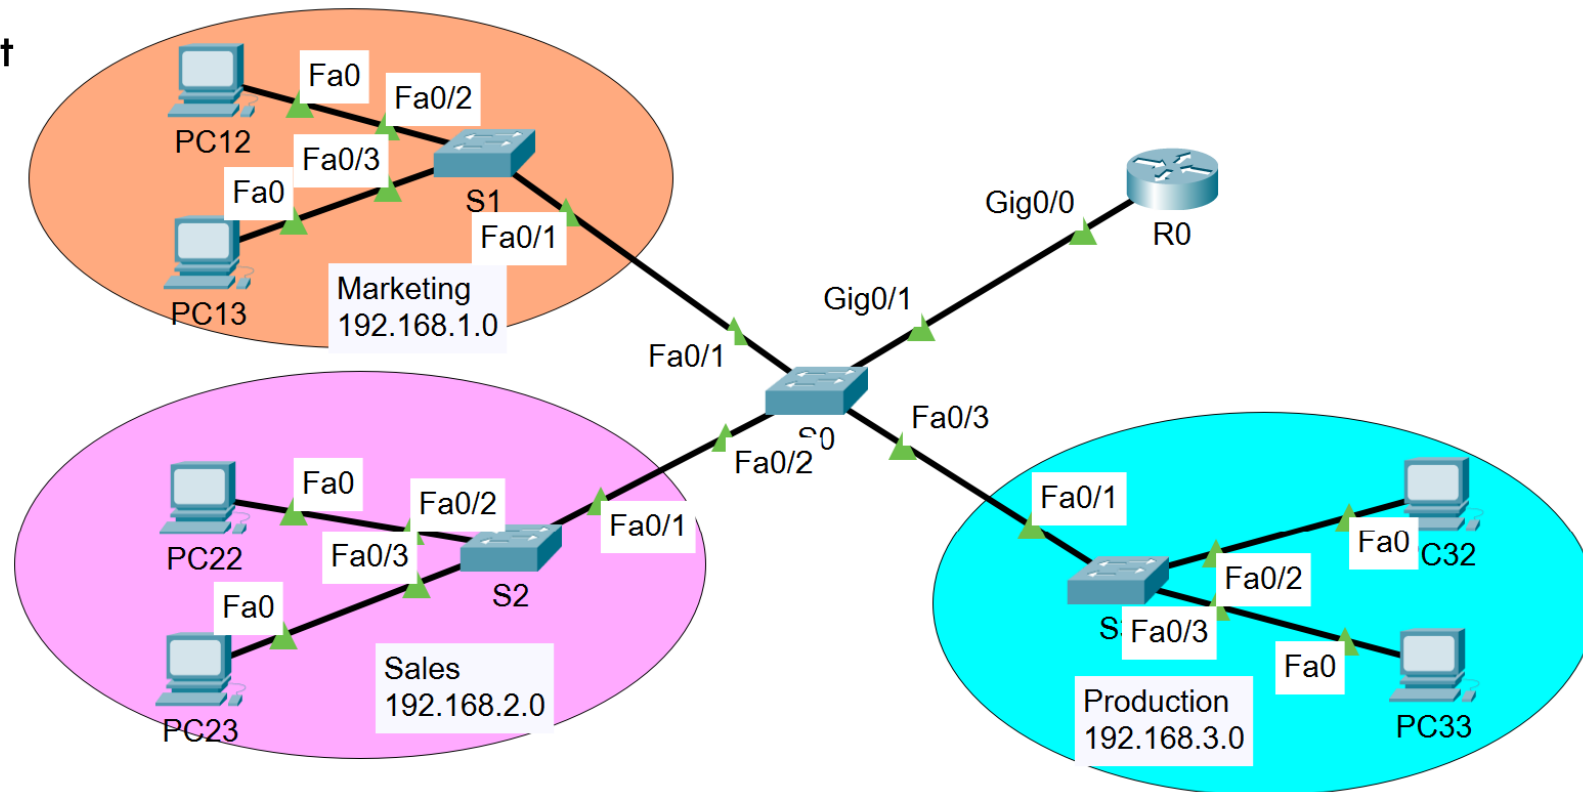 t
Fa0
Fa0/2
PC12
Fa0/3
Fa0
S1
Fa0/1
PC13
Marketing
192.168.1.0
Gig0/0
R0
Gig0/1
Fa0/1
Fa0/3
Fa0/2
Fa0
Fa0/2
Fa0/1
PC22
Fa0/3
S2
Fa0
PC23
Sales
192.168.2.0
Fa0/1
Fa0
C32
Fa0/2
Fa0/3
Fa0
PC33
Production
192.168.3.0